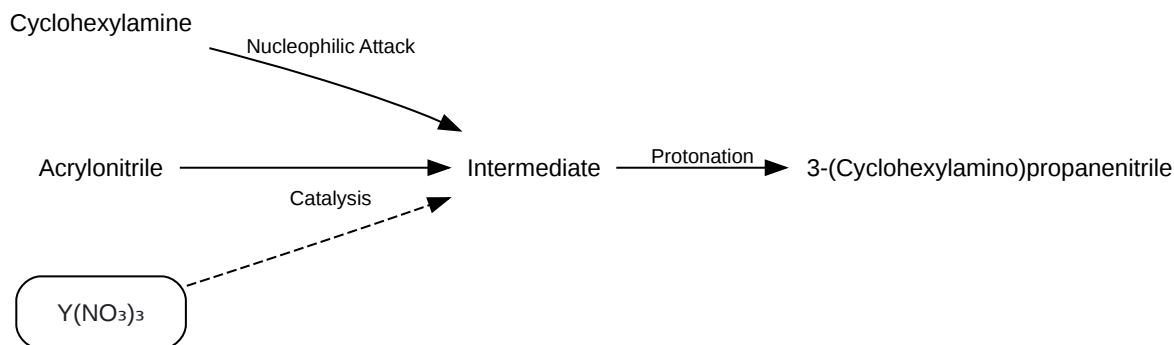 Cyclohexylamine
Nucleophilic Attack
Acrylonitrile
Intermediate
Protonation
3-(Cyclohexylamino)propanenitrile
Catalysis
Y(NO₃)₃